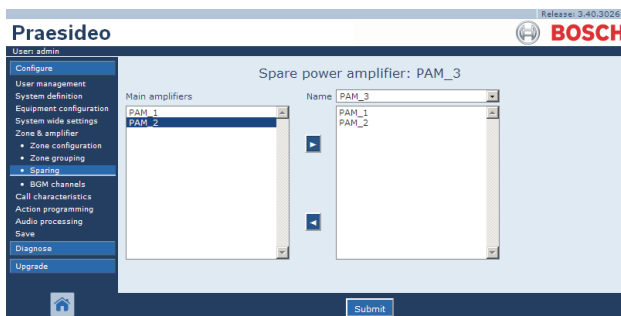 Release: 3.40.3026
Praesideo
BOSCH
User: admin
Configure
User management
System definition
Equipment configuration
System wide settings
Zone & amplifier
• Zone configuration
• Zone grouping
• Sparing
• BGM channels
Call characteristics
Action programming
Audio processing
Save
Diagnose
Upgrade
Spare power amplifier: PAM_3
Main amplifiers
PAM_1
PAM_2
Name PAM_3
PAM_1
PAM_2
Submit